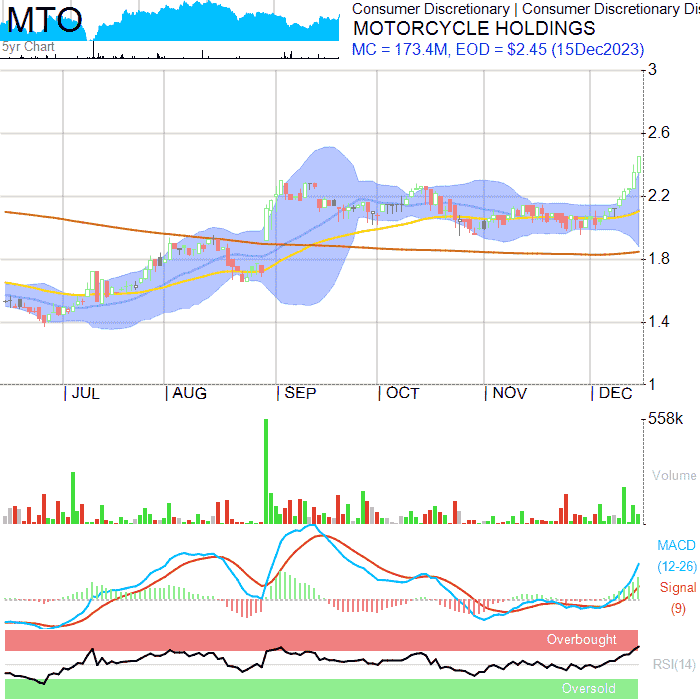 MTO
5yr Chart
Consumer Discretionary | Consumer Discretionary Dis
MOTORCYCLE HOLDINGS
MC = 173.4M, EOD = $2.45 (15Dec2023)
3
2.6
2.2
1.8
1.4
1
| JUL | AUG | SEP | OCT | NOV | DEC
558k
Volume
MACD
(12-26)
Signal
(9)
Overbought
RSI(14)
Oversold